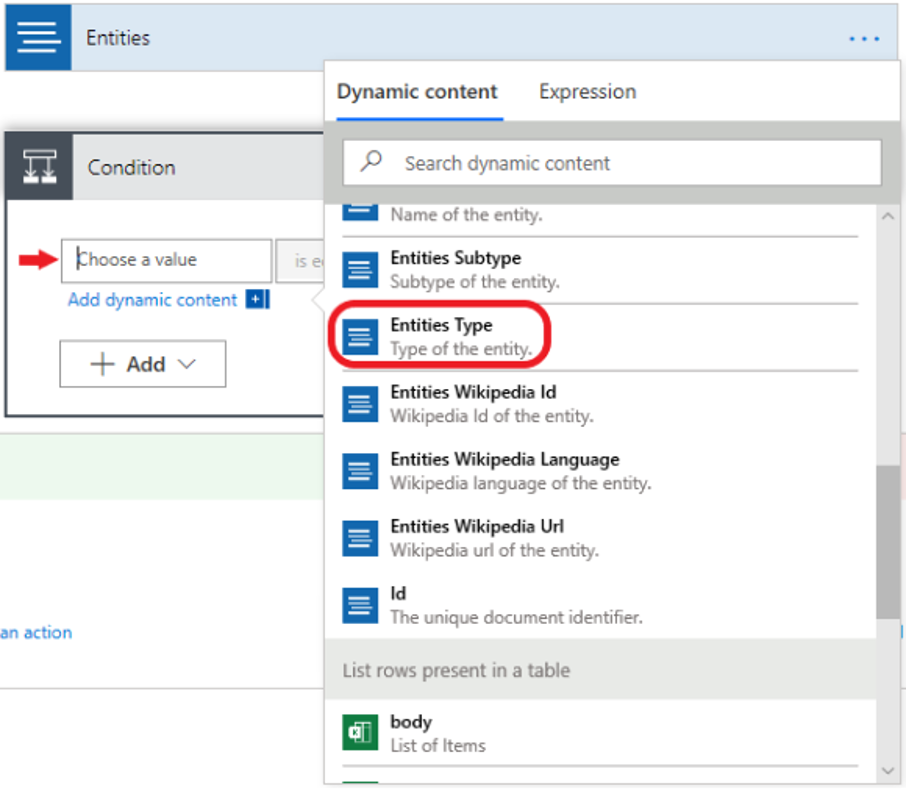 Entities
...
Dynamic content Expression
Search dynamic content
Condition
Name of the entity.
Choose a value
is e
Add dynamic content
Add
Entities Subtype
Subtype of the entity.
Entities Type
Type of the entity.
Entities Wikipedia Id
Wikipedia Id of the entity.
Entities Wikipedia Language
Wikipedia language of the entity.
Entities Wikipedia Url
Wikipedia url of the entity.
Id
The unique document identifier.
an action
List rows present in a table
body
List of Items